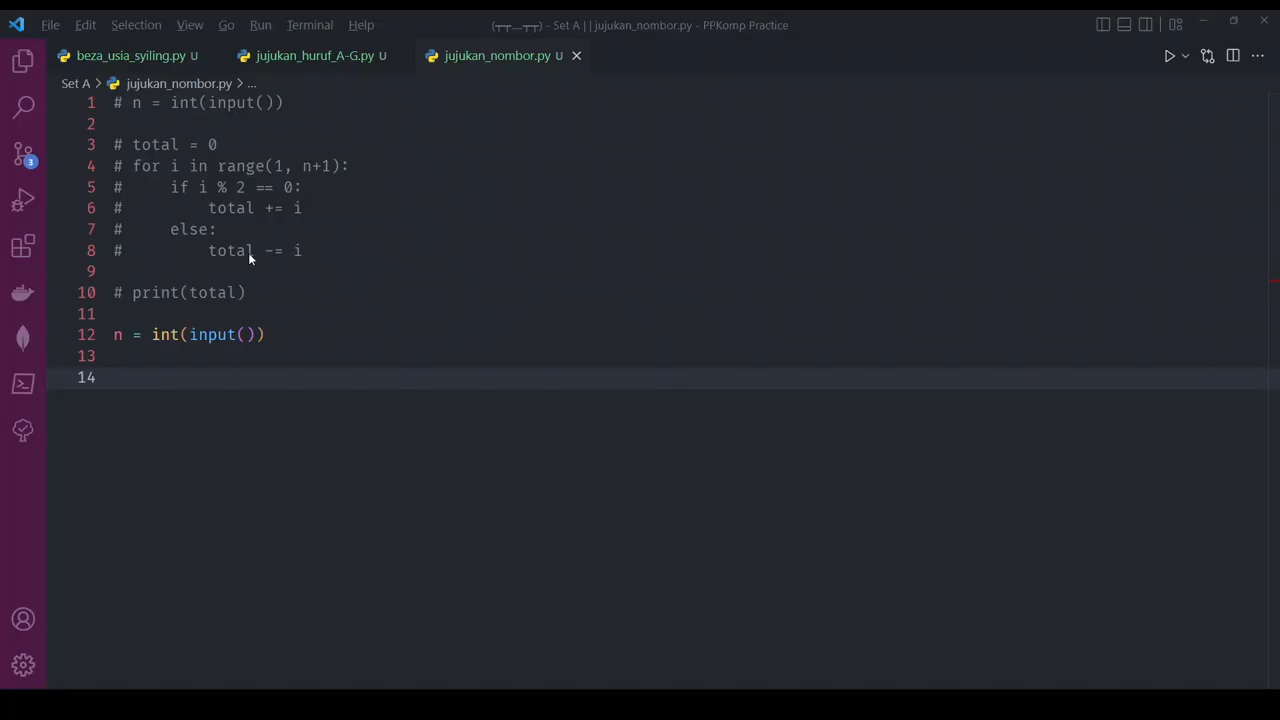 File Edit Selection View Go Run Terminal Help (┬┬﹏┬┬) - Set A || jujukan_nombor.py - PPKomp Practice
beza_usia_syiling.py U jujukan_huruf_A-G.py U jujukan_nombor.py U
Set A > jujukan_nombor.py > ...
1 # n = int(input())
2
3 # total = 0
4 # for i in range(1, n+1):
5 #     if i % 2 == 0:
6 #         total += i
7 #     else:
8 #         total -= i
9
10 # print(total)
11
12 n = int(input())
13
14
3